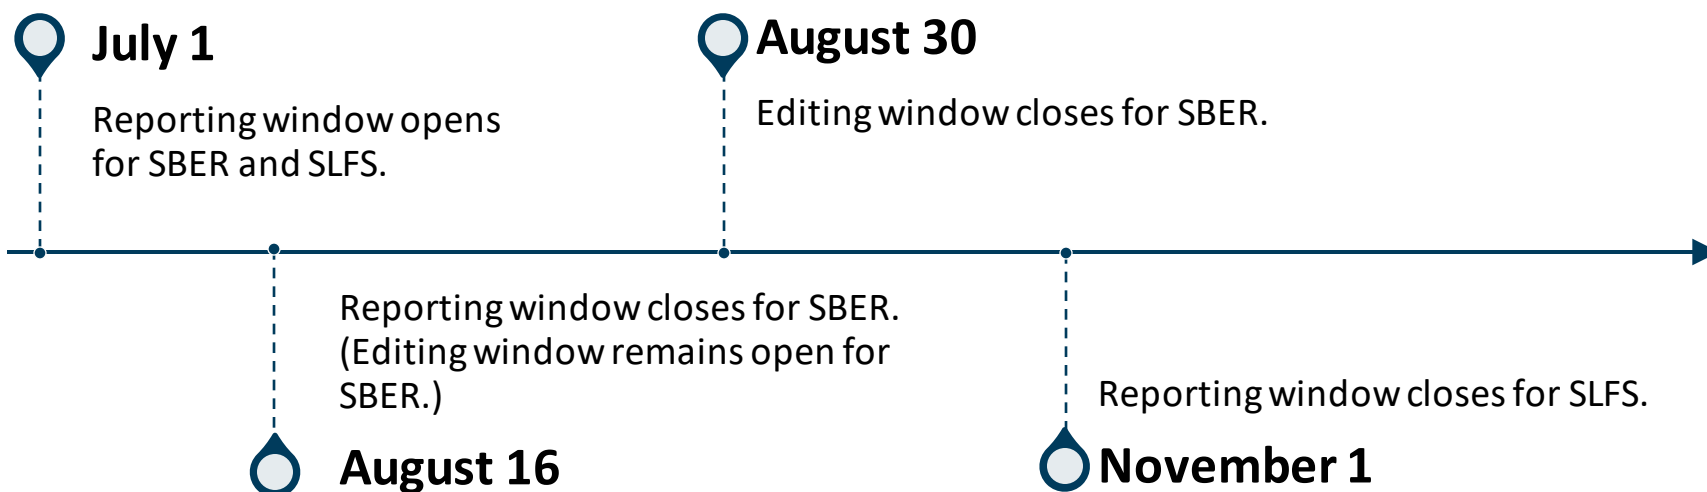 July 1
Reporting window opens
for SBER and SLFS.
August 30
Editing window closes for SBER.
Reporting window closes for SBER.
(Editing window remains open for
SBER.)
August 16
Reporting window closes for SLFS.
November 1